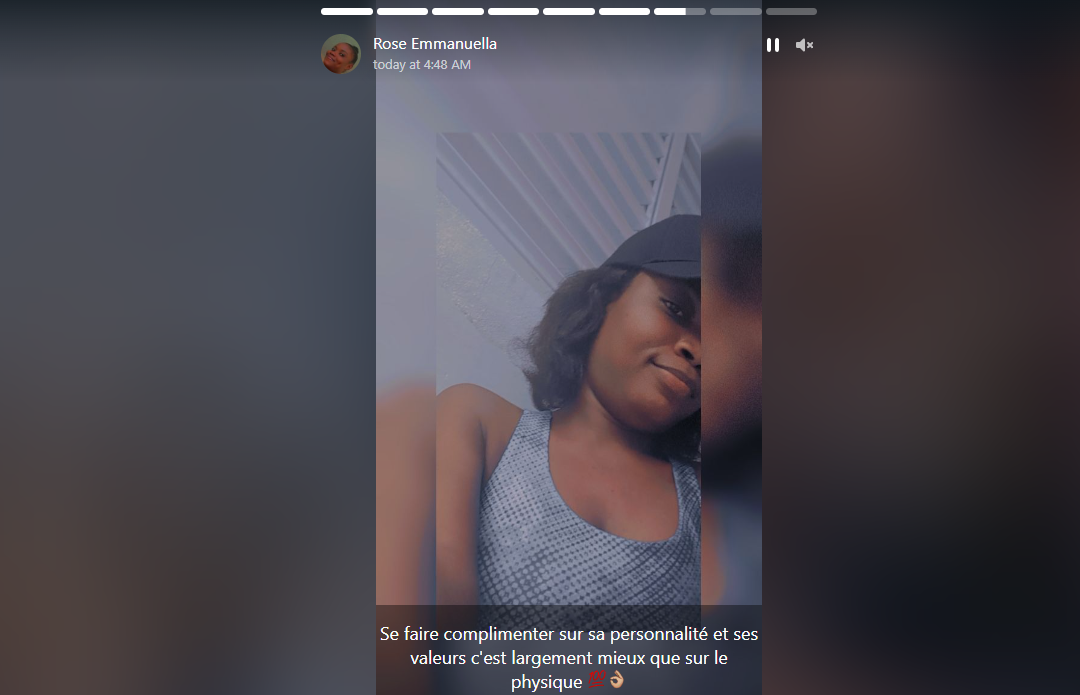 Rose Emmanuella
today at 4:48 AM
Se faire complimenter sur sa personnalité et ses
valeurs c'est largement mieux que sur le
physique 💯👌🏽